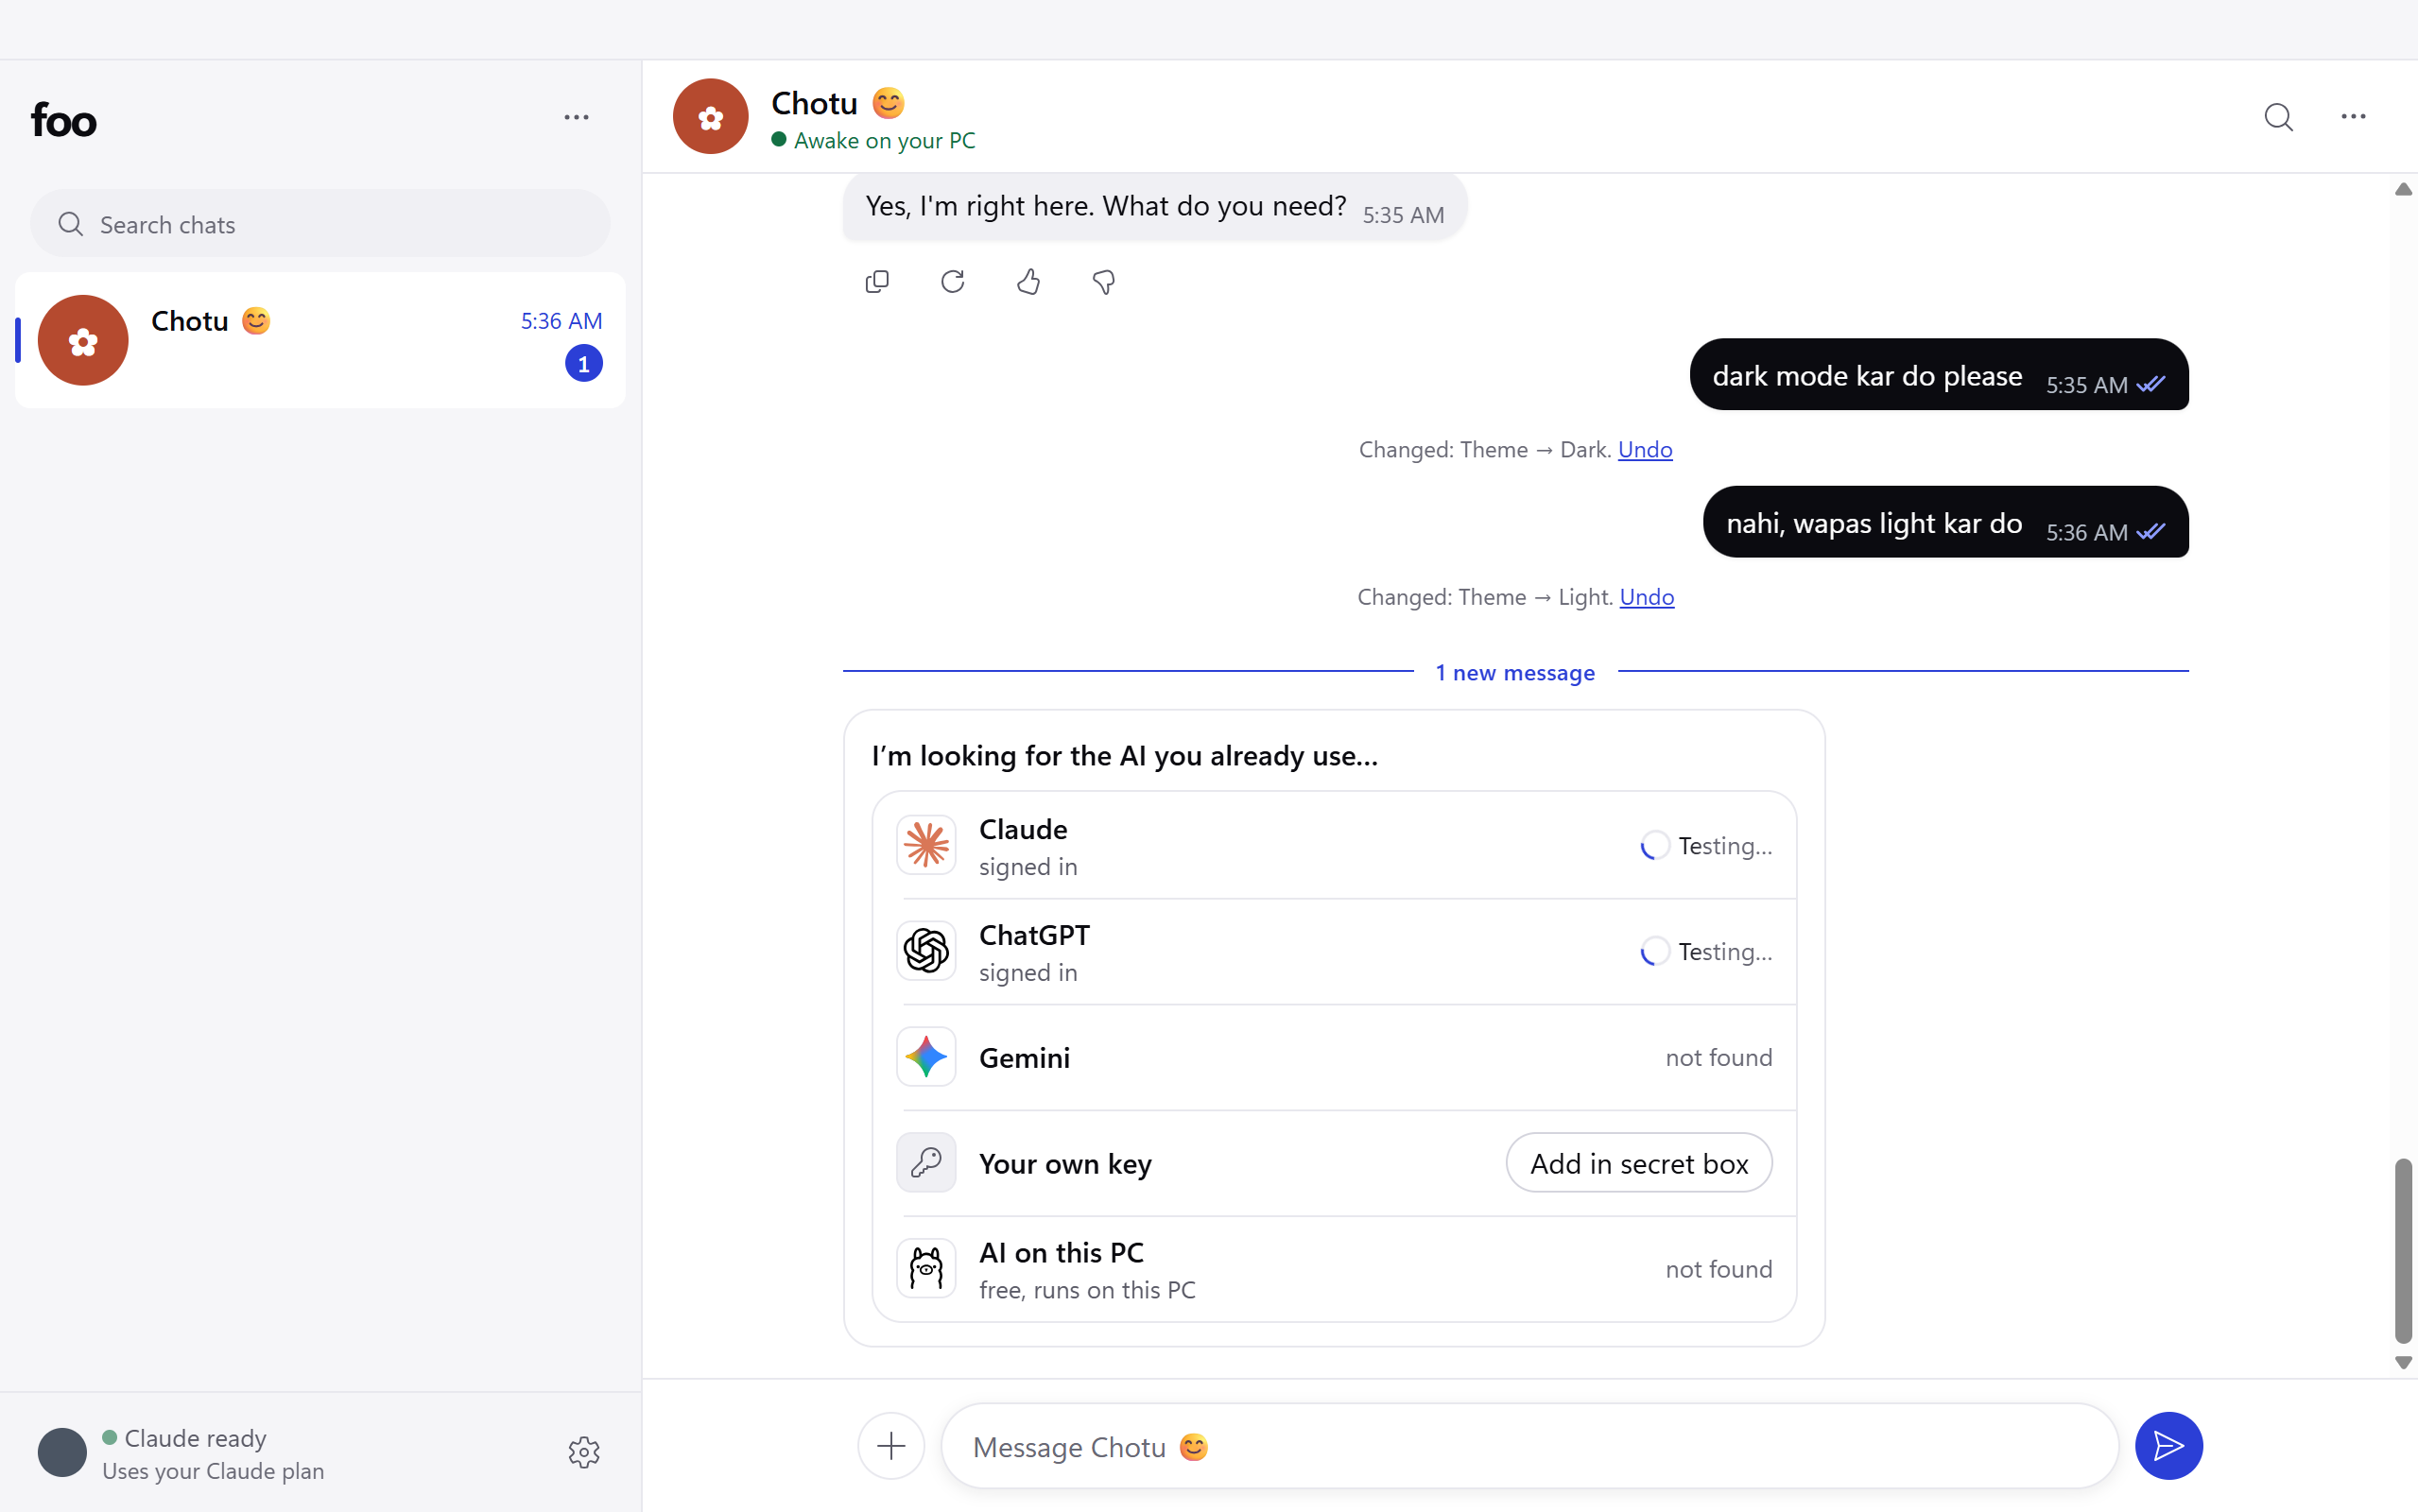 foo
Search chats
Chotu 😊
5:36 AM
1
Claude ready
Uses your Claude plan
Chotu 😊
Awake on your PC
Yes, I'm right here. What do you need? 5:35 AM
dark mode kar do please 5:35 AM
Changed: Theme → Dark. Undo
nahi, wapas light kar do 5:36 AM
Changed: Theme → Light. Undo
1 new message
I’m looking for the AI you already use…
Claude
signed in
Testing…
ChatGPT
signed in
Testing…
Gemini
not found
Your own key
Add in secret box
AI on this PC
free, runs on this PC
not found
Message Chotu 😊